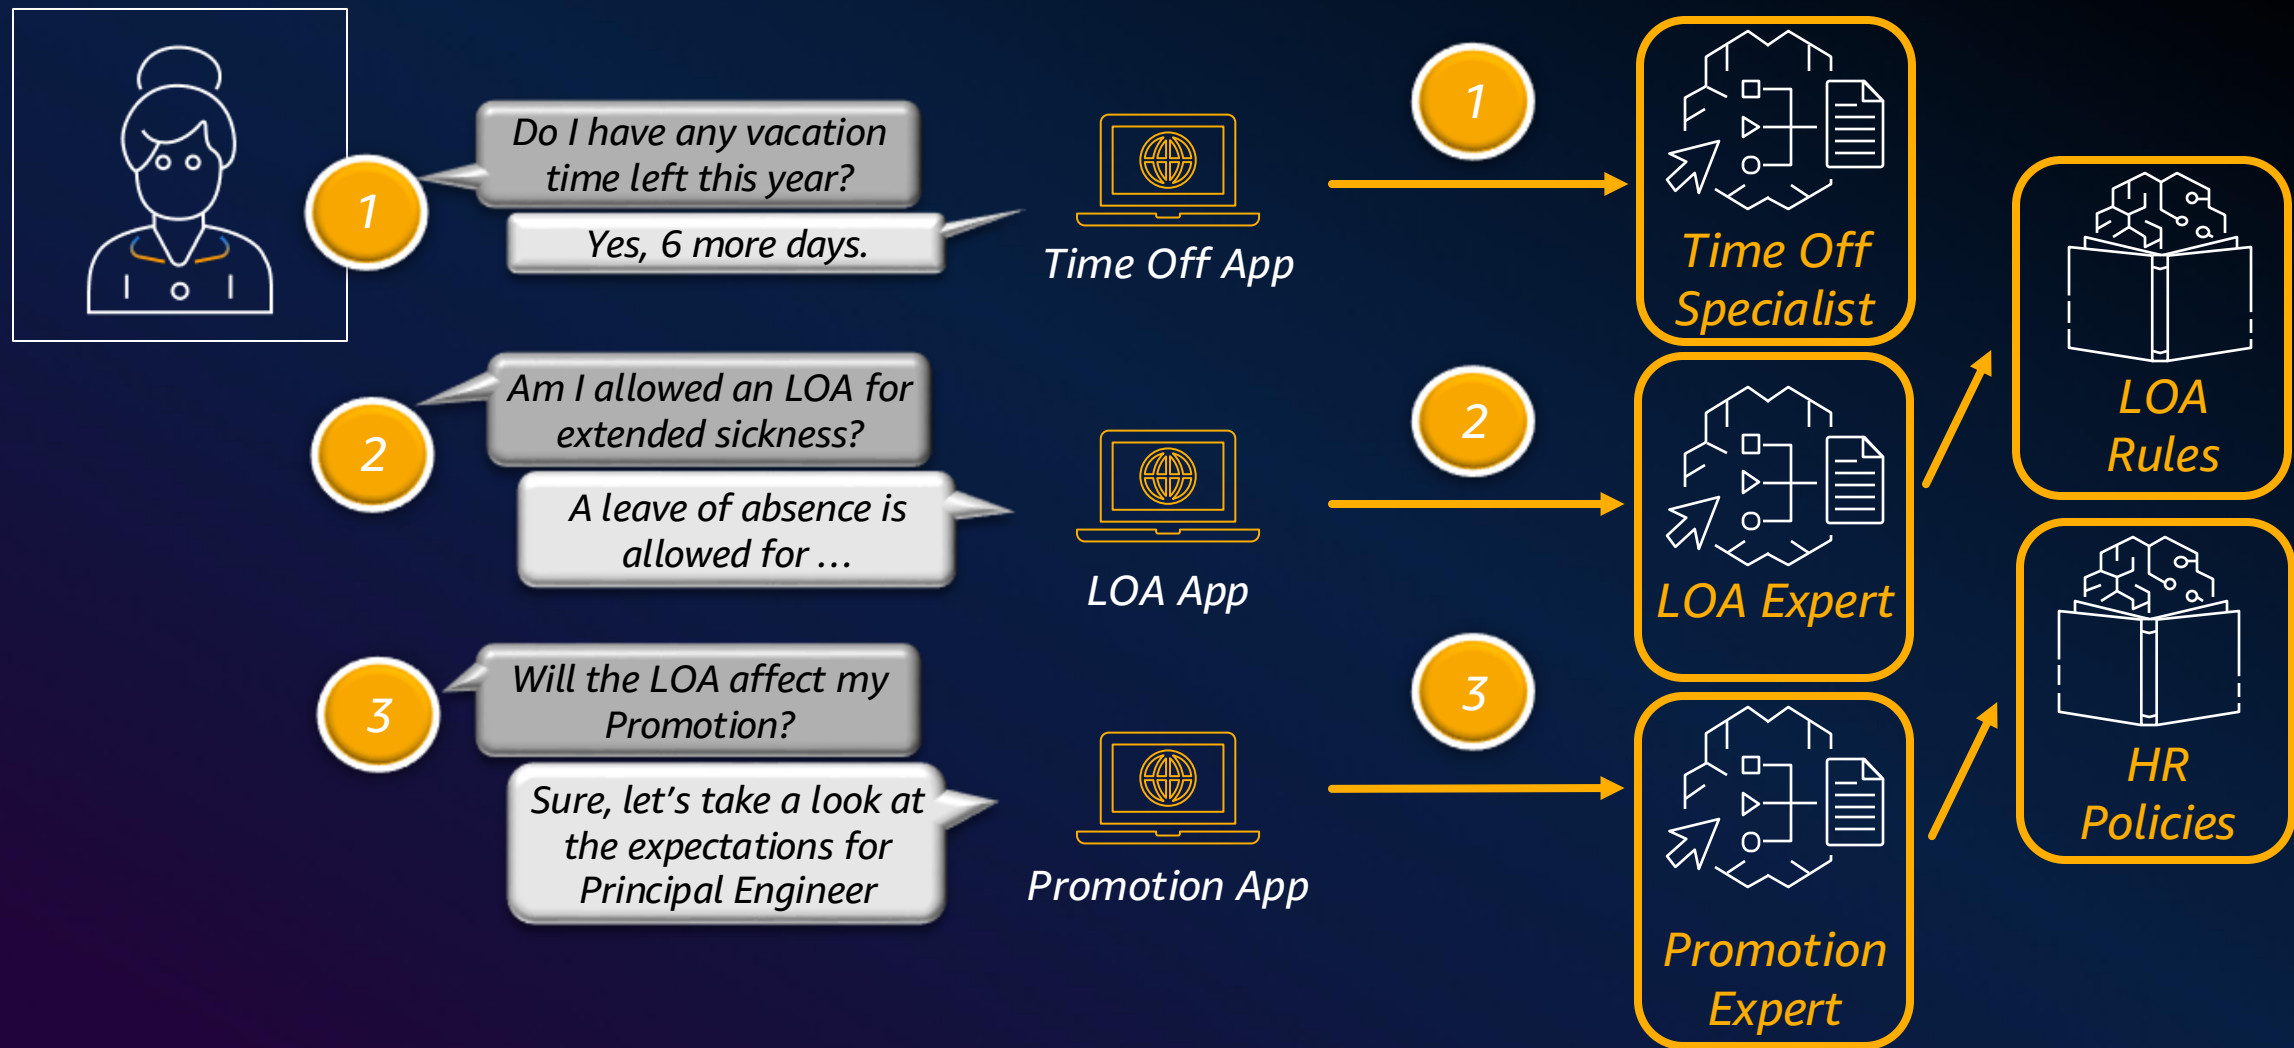 1
Do I have any vacation
time left this year?
Yes, 6 more days.
Time Off App
1
Time Off
Specialist
2
Am I allowed an LOA for
extended sickness?
A leave of absence is
allowed for ...
LOA App
2
LOA Expert
LOA
Rules
3
Will the LOA affect my
Promotion?
Sure, let's take a look at
the expectations for
Principal Engineer
Promotion App
3
Promotion
Expert
HR
Policies